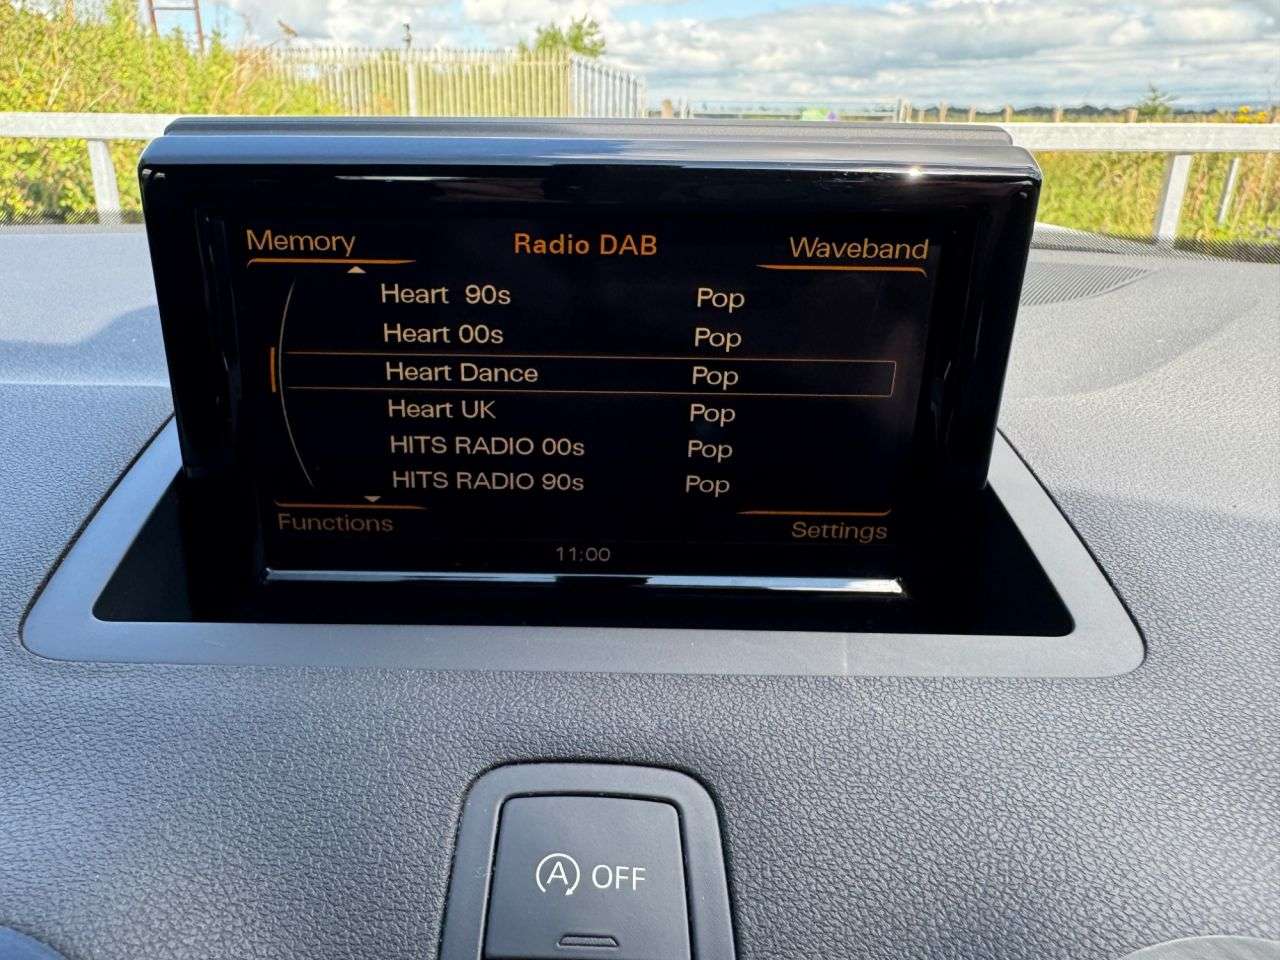 Memory Radio DAB Waveband
Heart 90s Pop
Heart 00s Pop
Heart Dance Pop
Heart UK Pop
HITS RADIO 00s Pop
HITS RADIO 90s Pop
Functions Settings
11:00
A OFF